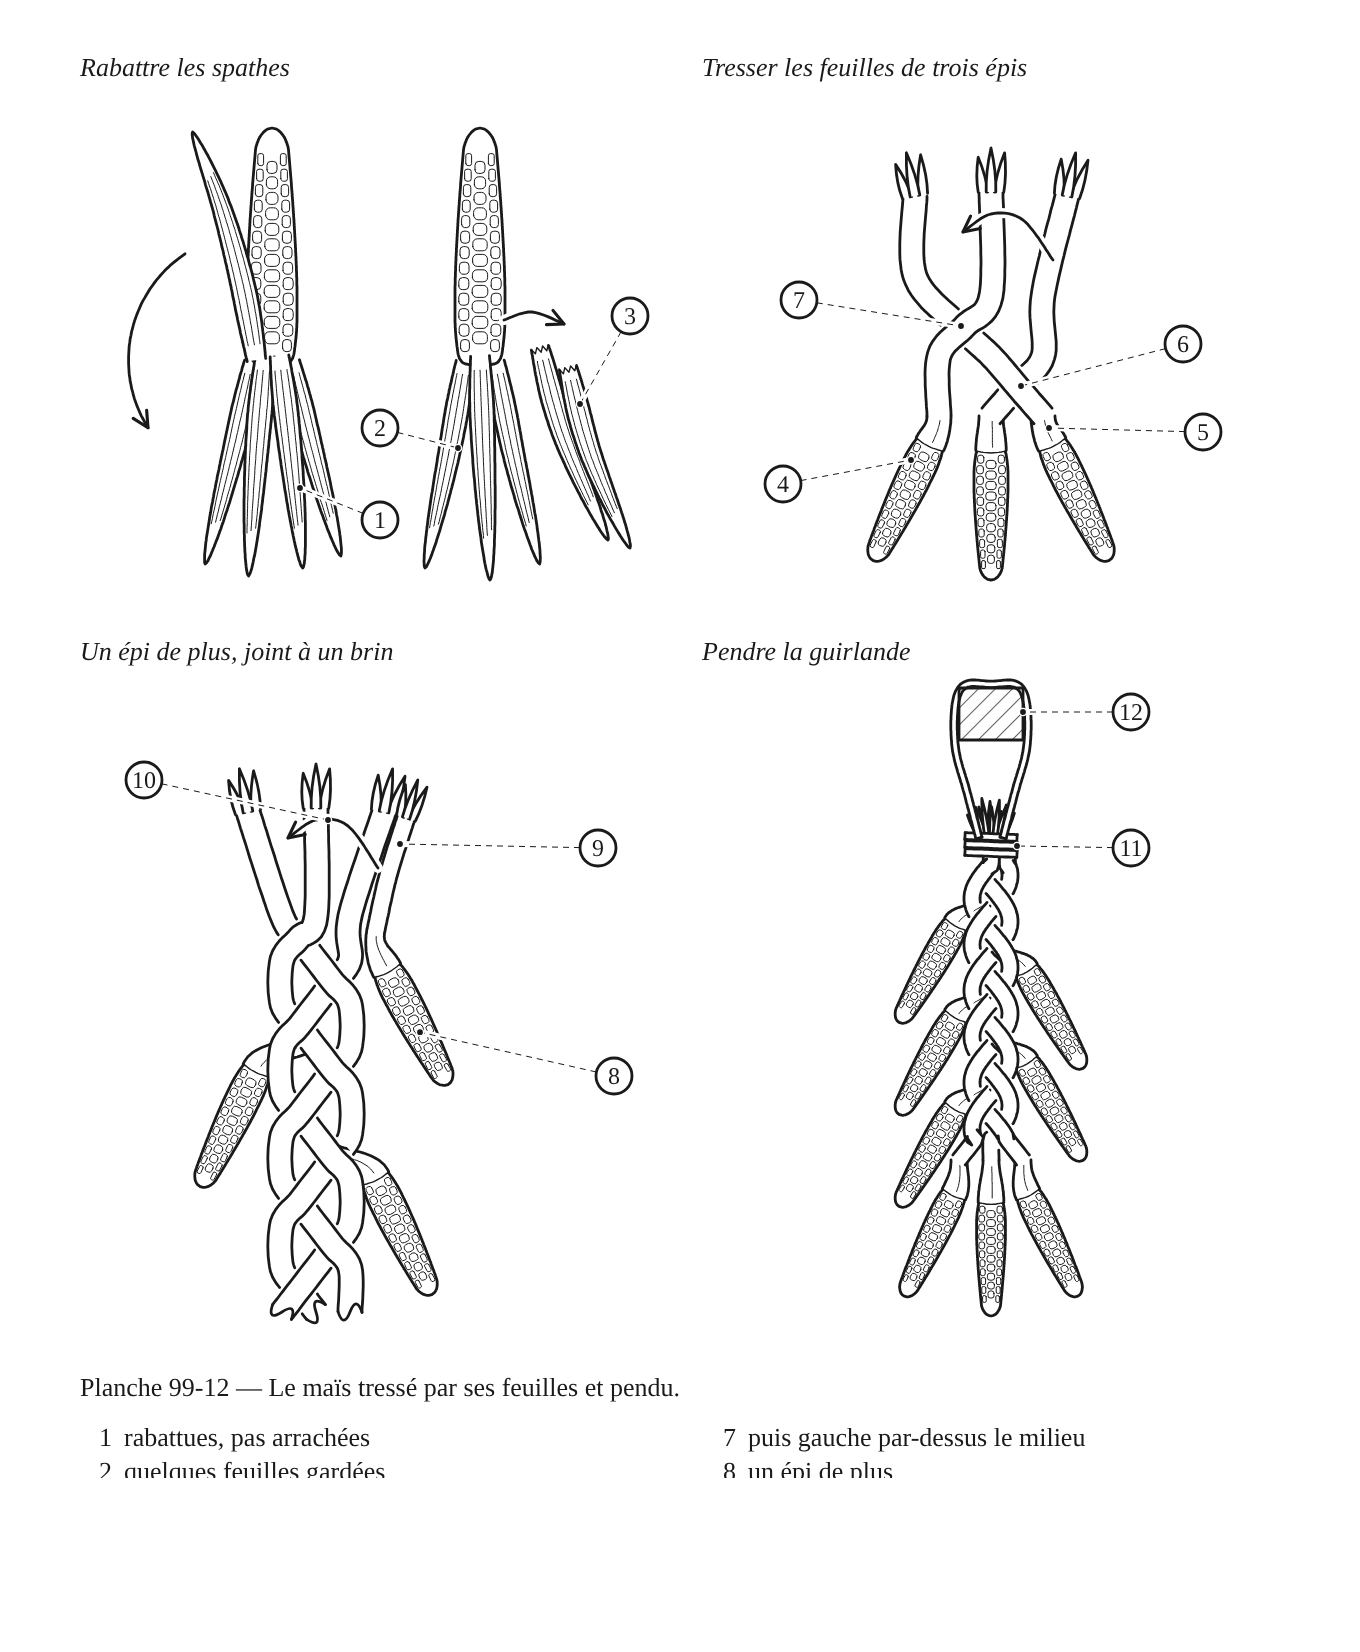 Rabattre les spathes
Tresser les feuilles de trois épis
3
7
6
2
5
4
1
Un épi de plus, joint à un brin
Pendre la guirlande
12
10
9
11
8
Planche 99-12 — Le maïs tressé par ses feuilles et pendu.
1 rabattues, pas arrachées
2 quelques feuilles gardées
7 puis gauche par-dessus le milieu
8 un épi de plus